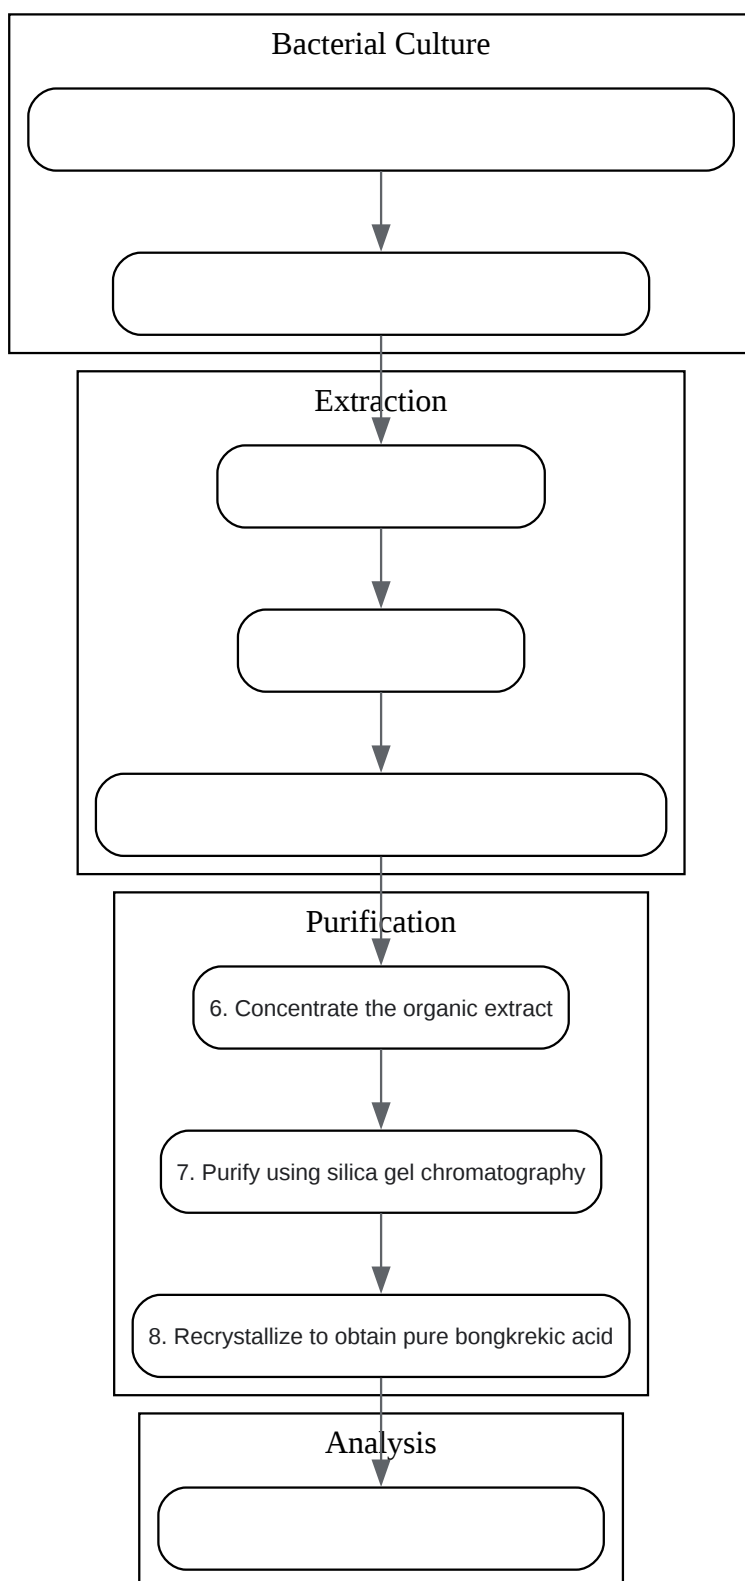 Bacterial Culture
Extraction
Purification
6. Concentrate the organic extract
7. Purify using silica gel chromatography
8. Recrystallize to obtain pure bongkrekic acid
Analysis